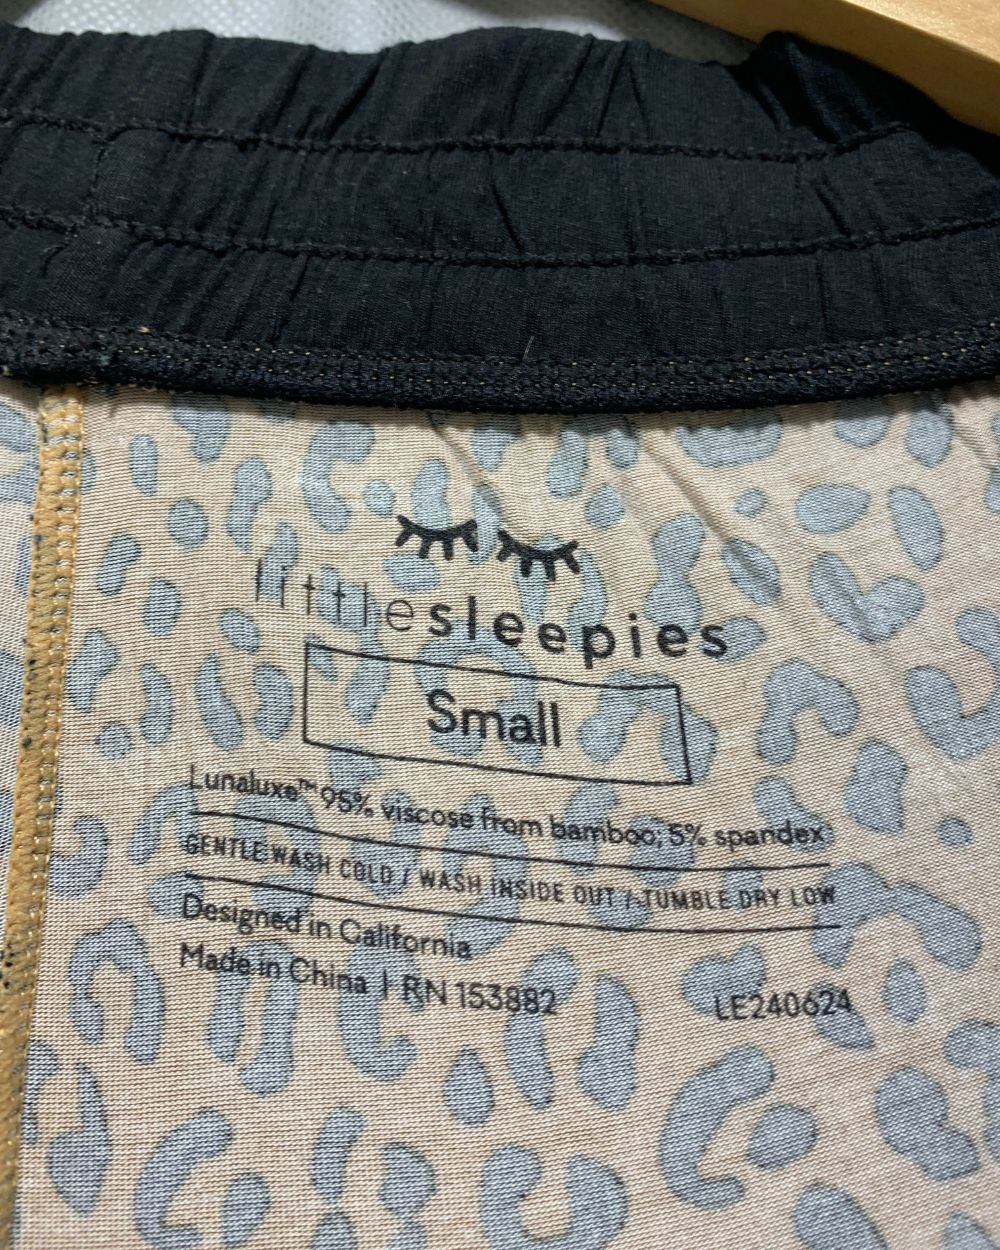 littlesleepies
Small
Lunaluxe™ 95% viscose from bamboo; 5% spandex
GENTLE WASH COLD / WASH INSIDE OUT / TUMBLE DRY LOW
Designed in California
Made in China | RN 153882 LE240624